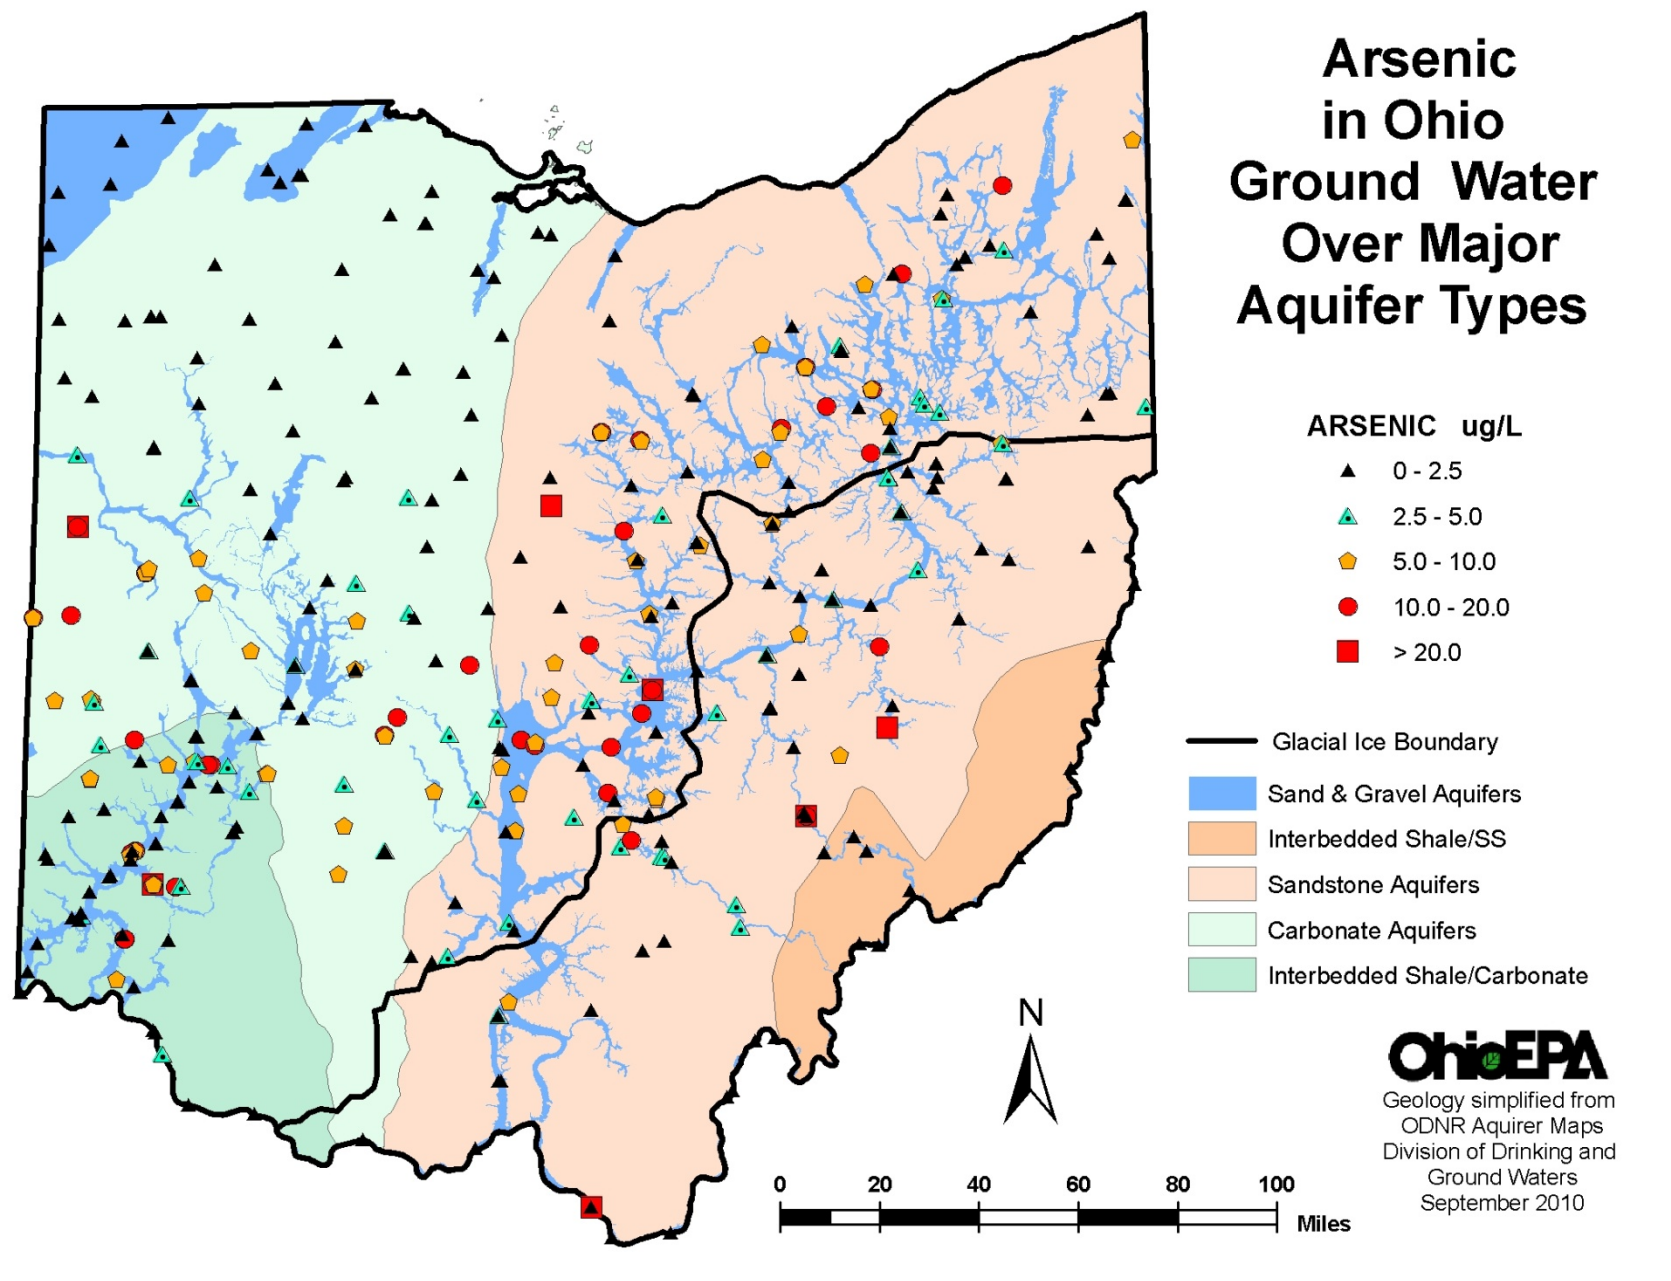 Arsenic
in Ohio
Ground Water
Over Major
Aquifer Types
ARSENIC ug/L
0 - 2.5
2.5 - 5.0
5.0 - 10.0
10.0 - 20.0
> 20.0
Glacial Ice Boundary
Sand & Gravel Aquifers
Interbedded Shale/SS
Sandstone Aquifers
Carbonate Aquifers
Interbedded Shale/Carbonate
N
0 20 40 60 80 100
Miles
OhioEPA
Geology simplified from
ODNR Aquirer Maps
Division of Drinking and
Ground Waters
September 2010